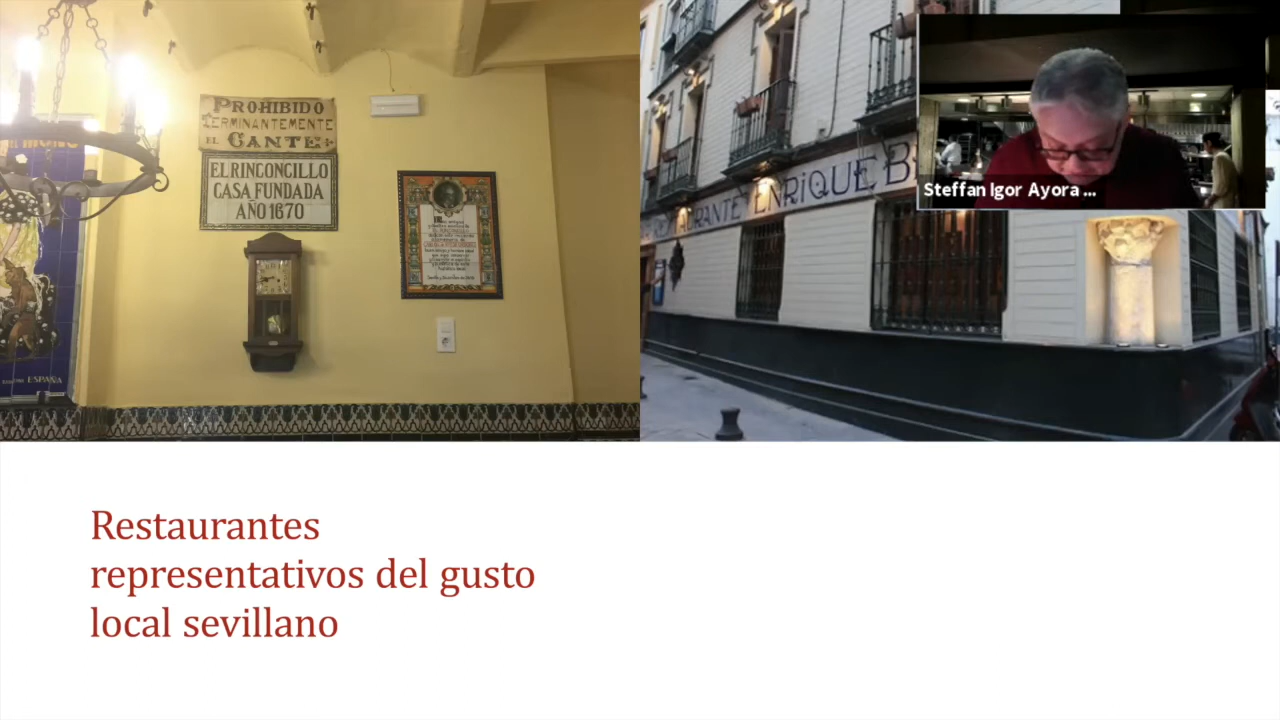 PROHIBIDO
TERMINANTEMENTE
EL CANTE
EL RINCONCILLO
CASA FUNDADA
AÑO 1670
ESPAÑA
RESTAURANTE ENRIQUE B
Steffan Igor Ayora ...
Restaurantes
representativos del gusto
local sevillano